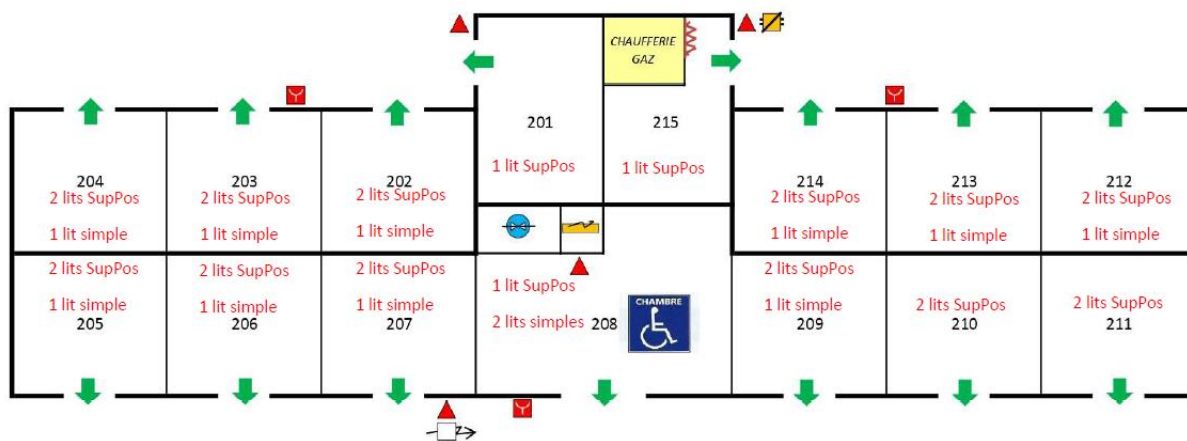 CHAUFFERIE
GAZ
201
1 lit SupPos
215
1 lit SupPos
204
2 lits SupPos
1 lit simple
203
2 lits SupPos
1 lit simple
202
2 lits SupPos
1 lit simple
214
2 lits SupPos
1 lit simple
213
2 lits SupPos
1 lit simple
212
2 lits SupPos
1 lit simple
2 lits SupPos
1 lit simple
205
2 lits SupPos
1 lit simple
206
2 lits SupPos
1 lit simple
207
1 lit SupPos
2 lits simples
208
CHAMBRE
2 lits SupPos
1 lit simple
209
2 lits SupPos
210
2 lits SupPos
211